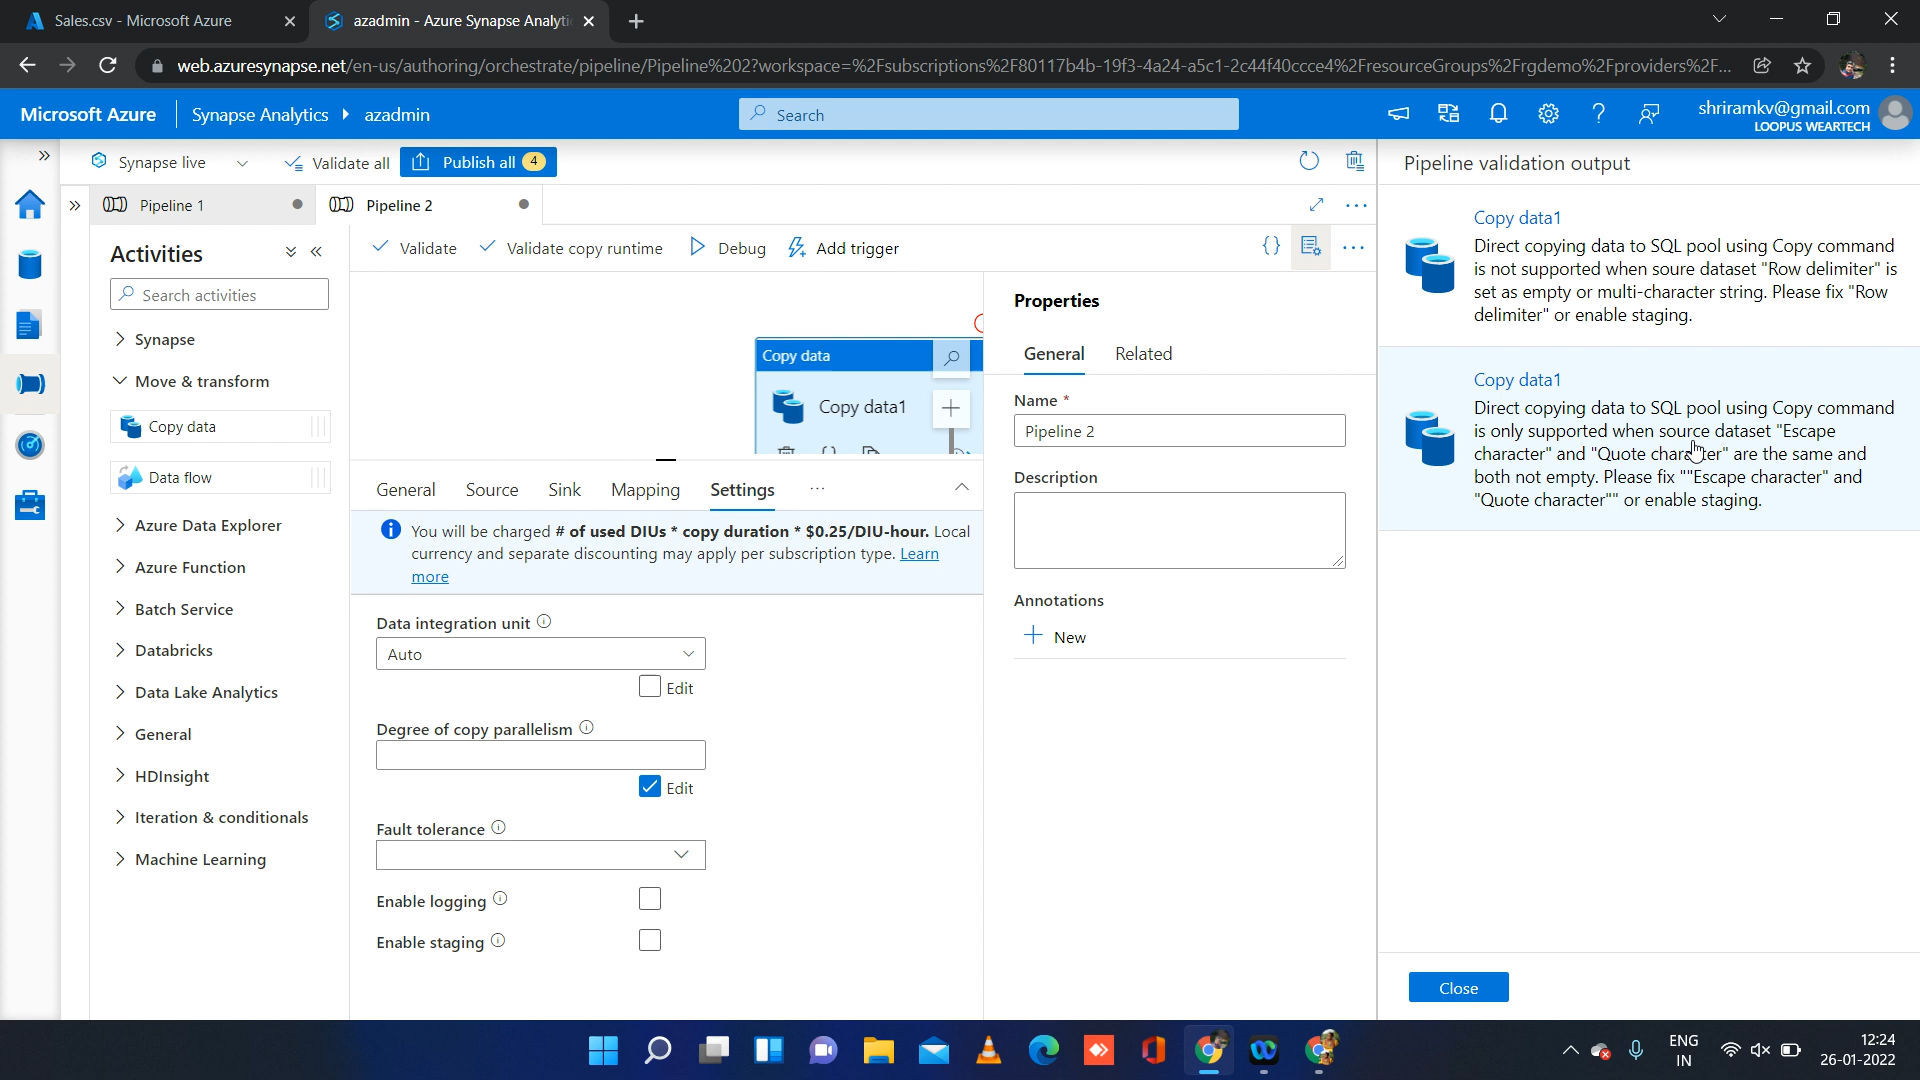 Sales.csv - Microsoft Azure
azadmin - Azure Synapse Analyti
web.azuresynapse.net/en-us/authoring/orchestrate/pipeline/Pipeline%202?workspace=%2Fsubscriptions%2F80117b4b-19f3-4a24-a5c1-2c44f40ccce4%2FresourceGroups%2Frgdemo%2Fproviders%2F...
Microsoft Azure
Synapse Analytics
azadmin
Search
shriramkv@gmail.com
LOOPUS WEARTECH
Synapse live
Validate all
Publish all 4
Pipeline 1
Pipeline 2
Activities
Search activities
Synapse
Move & transform
Copy data
Data flow
Azure Data Explorer
Azure Function
Batch Service
Databricks
Data Lake Analytics
General
HDInsight
Iteration & conditionals
Machine Learning
Validate
Validate copy runtime
Debug
Add trigger
Copy data
Copy data1
General
Source
Sink
Mapping
Settings
You will be charged # of used DIUs * copy duration * $0.25/DIU-hour. Local
currency and separate discounting may apply per subscription type. Learn
more
Data integration unit
Auto
Edit
Degree of copy parallelism
Edit
Fault tolerance
Enable logging
Enable staging
Properties
General
Related
Name *
Pipeline 2
Description
Annotations
New
Pipeline validation output
Copy data1
Direct copying data to SQL pool using Copy command
is not supported when soure dataset "Row delimiter" is
set as empty or multi-character string. Please fix "Row
delimiter" or enable staging.
Copy data1
Direct copying data to SQL pool using Copy command
is only supported when source dataset "Escape
character" and "Quote character" are the same and
both not empty. Please fix ""Escape character" and
"Quote character"" or enable staging.
Close
ENG
IN
12:24
26-01-2022